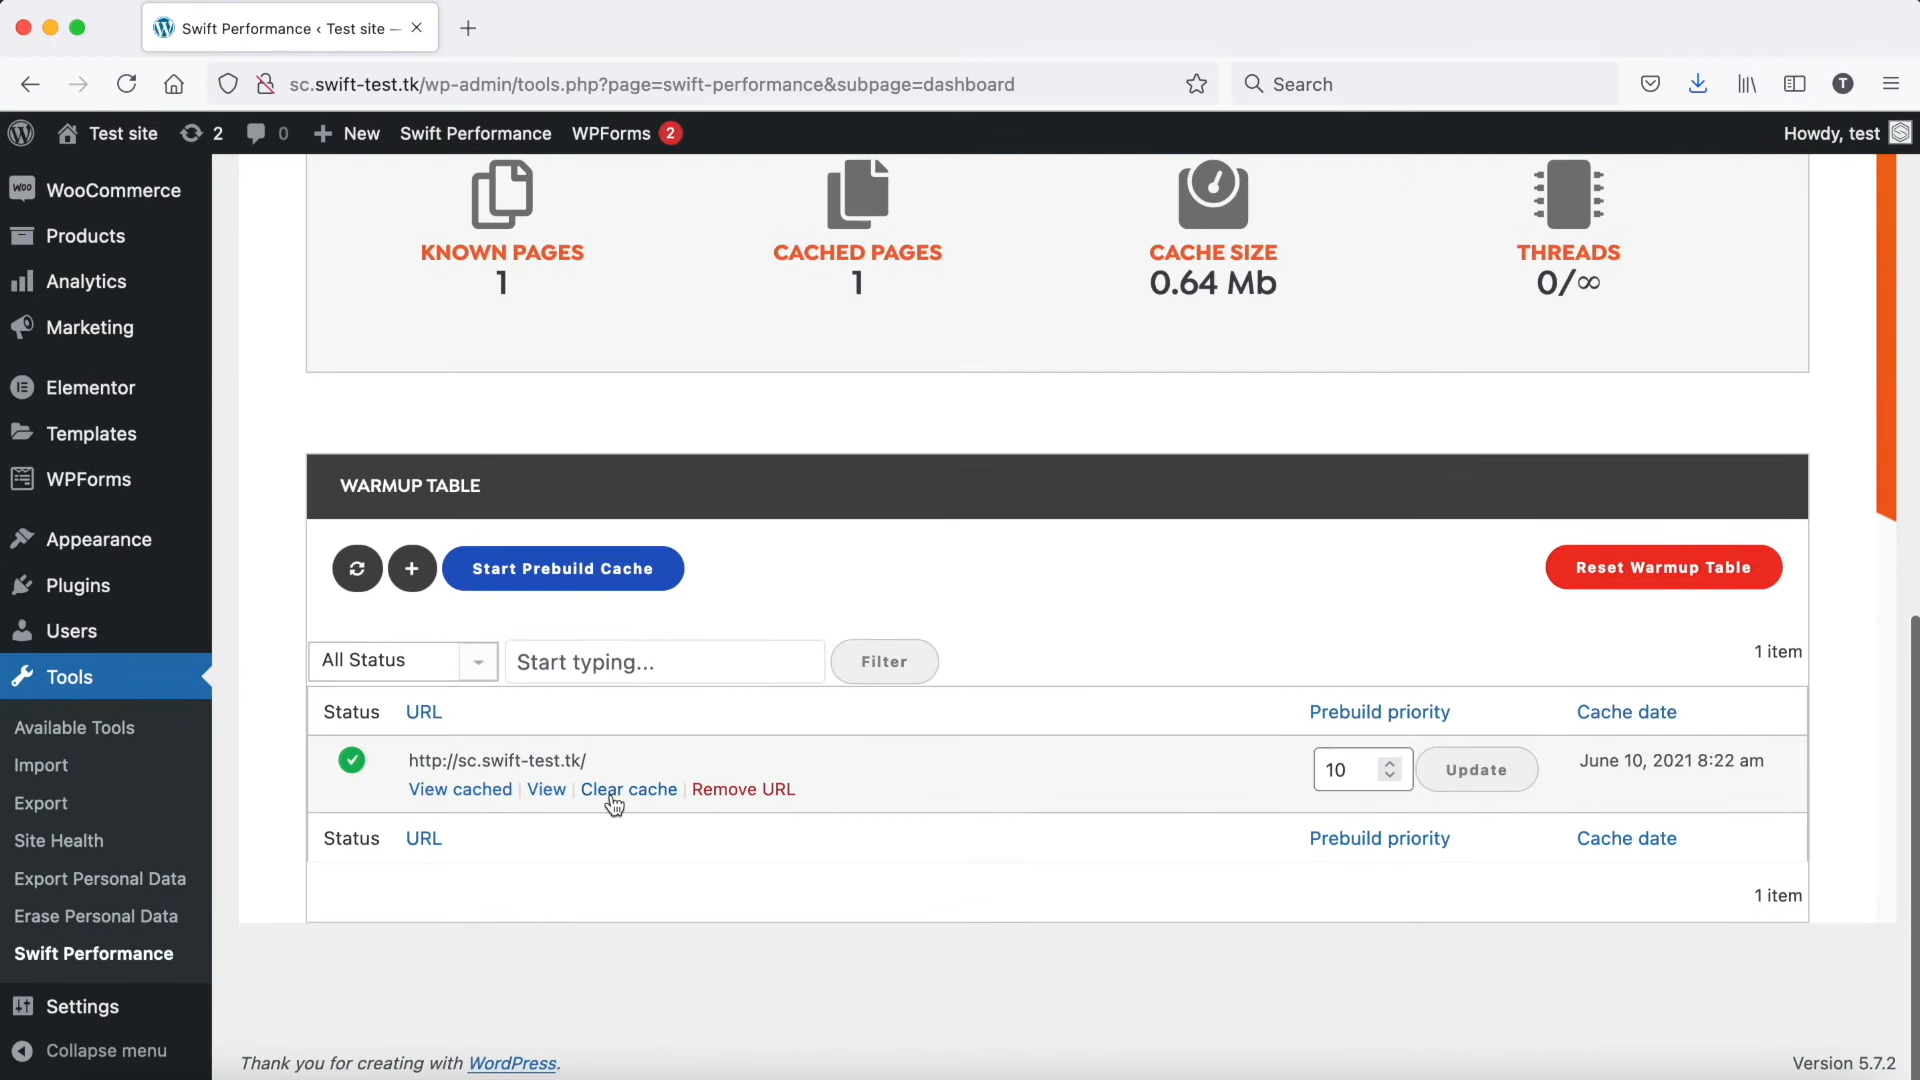 Swift Performance ‹ Test site —
sc.swift-test.tk/wp-admin/tools.php?page=swift-performance&subpage=dashboard
Search
T
Test site
2
0
New
Swift Performance
WPForms 2
Howdy, test
WooCommerce
Products
Analytics
Marketing
Elementor
Templates
WPForms
Appearance
Plugins
Users
Tools
Available Tools
Import
Export
Site Health
Export Personal Data
Erase Personal Data
Swift Performance
Settings
Collapse menu
KNOWN PAGES
1
CACHED PAGES
1
CACHE SIZE
0.64 Mb
THREADS
0/∞
WARMUP TABLE
Start Prebuild Cache
Reset Warmup Table
All Status
Start typing...
Filter
1 item
Status URL Prebuild priority Cache date
http://sc.swift-test.tk/
View cached | View | Clear cache | Remove URL
10
Update
June 10, 2021 8:22 am
Status URL Prebuild priority Cache date
1 item
Thank you for creating with WordPress.
Version 5.7.2